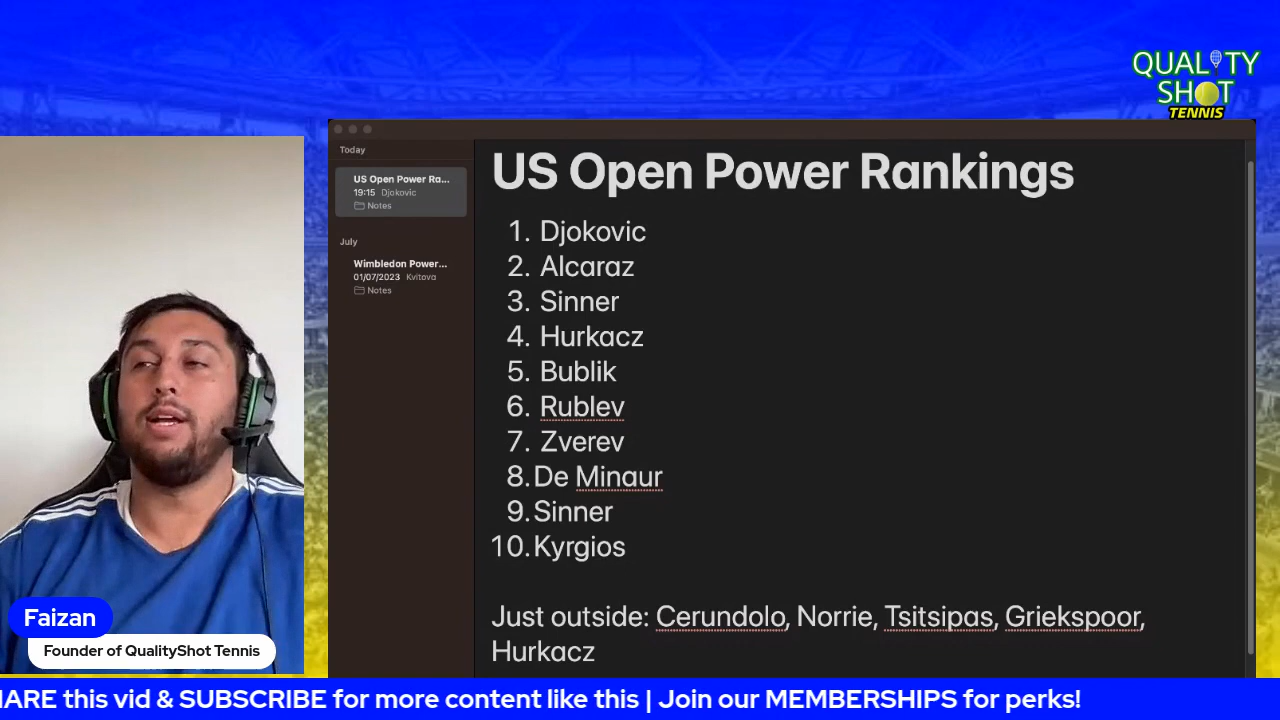 QUALITY
SHOT
TENNIS
Today
US Open Power Ra...
19:15 Djokovic
Notes
July
Wimbledon Power...
01/07/2023 Kvitova
Notes
US Open Power Rankings
1. Djokovic
2. Alcaraz
3. Sinner
4. Hurkacz
5. Bublik
6. Rublev
7. Zverev
8. De Minaur
9. Sinner
10. Kyrgios
Just outside: Cerundolo, Norrie, Tsitsipas, Griekspoor,
Hurkacz
Faizan
Founder of QualityShot Tennis
HARE this vid & SUBSCRIBE for more content like this | Join our MEMBERSHIPS for perks!